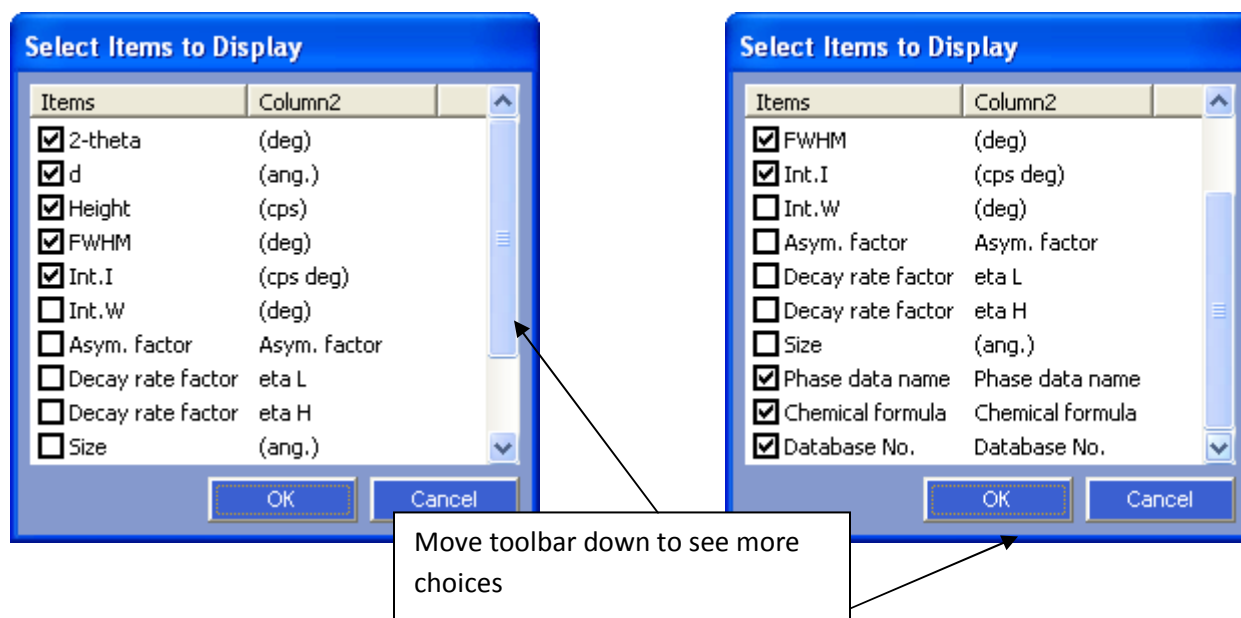 Select Items to Display
Items Column2
2-theta (deg)
d (ang.)
Height (cps)
FWHM (deg)
Int.I (cps deg)
Int.W (deg)
Asym. factor Asym. factor
Decay rate factor eta L
Decay rate factor eta H
Size (ang.)
OK Cancel
Select Items to Display
Items Column2
FWHM (deg)
Int.I (cps deg)
Int.W (deg)
Asym. factor Asym. factor
Decay rate factor eta L
Decay rate factor eta H
Size (ang.)
Phase data name Phase data name
Chemical formula Chemical formula
Database No. Database No.
OK Cancel
Move toolbar down to see more
choices